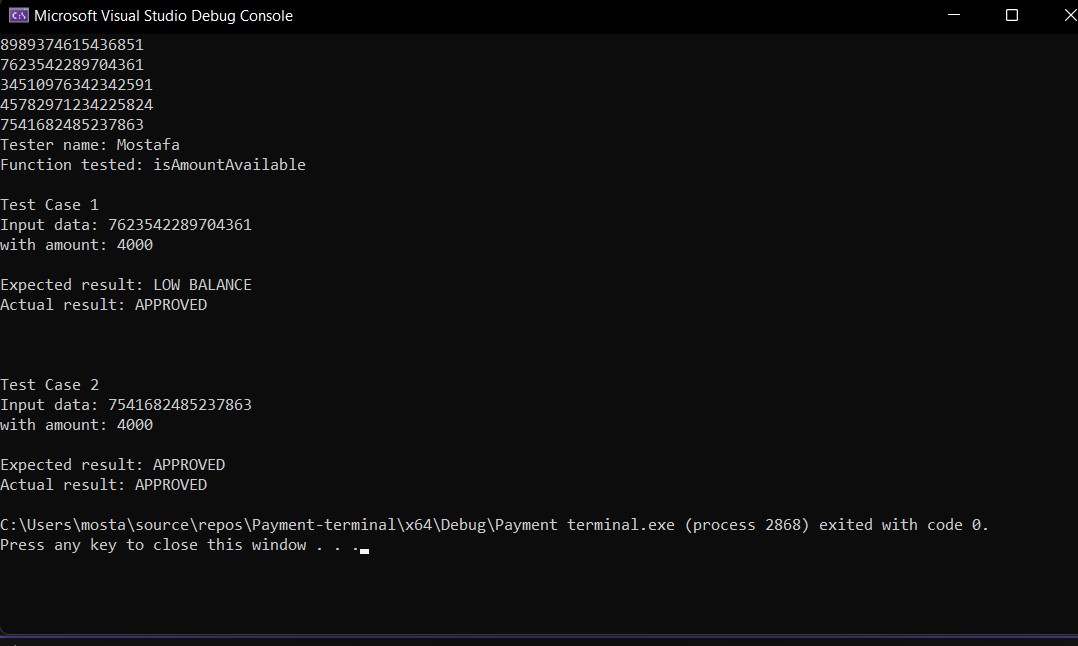 Microsoft Visual Studio Debug Console
8989374615436851
7623542289704361
34510976342342591
45782971234225824
7541682485237863
Tester name: Mostafa
Function tested: isAmountAvailable
Test Case 1
Input data: 7623542289704361
with amount: 4000
Expected result: LOW BALANCE
Actual result: APPROVED
Test Case 2
Input data: 7541682485237863
with amount: 4000
Expected result: APPROVED
Actual result: APPROVED
C:\Users\mosta\source\repos\Payment-terminal\x64\Debug\Payment terminal.exe (process 2868) exited with code 0.
Press any key to close this window . . .